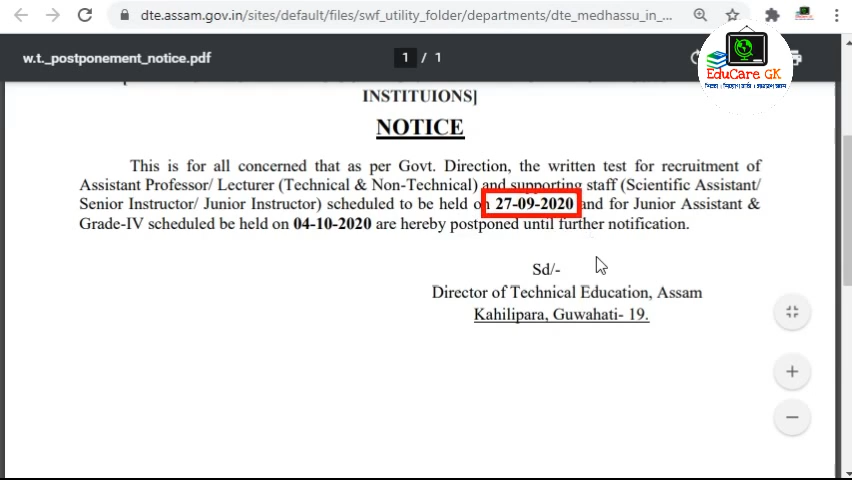 dte.assam.gov.in/sites/default/files/swf_utility_folder/departments/dte_medhassu_in_...
w.t._postponement_notice.pdf
1 / 1
EduCare GK
INSTITUIONS]
NOTICE
This is for all concerned that as per Govt. Direction, the written test for recruitment of
Assistant Professor/ Lecturer (Technical & Non-Technical) and supporting staff (Scientific Assistant/
Senior Instructor/ Junior Instructor) scheduled to be held on 27-09-2020 and for Junior Assistant &
Grade-IV scheduled be held on 04-10-2020 are hereby postponed until further notification.
Sd/-
Director of Technical Education, Assam
Kahilipara, Guwahati- 19.